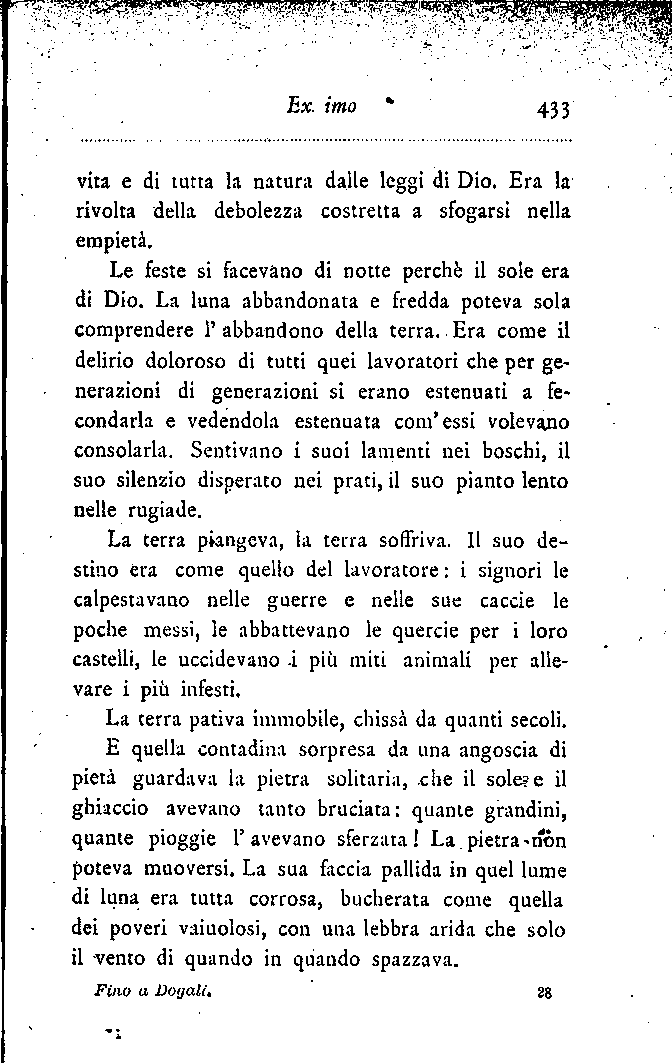 Ex. imo
433
vita e di tutta la natura dalle leggi di Dio. Era la
rivolta della debolezza costretta a sfogarsi nella
empietà.
Le feste si facevano di notte perchè il sole era
di Dio. La luna abbandonata e fredda poteva sola
comprendere l' abbandono della terra. Era come il
delirio doloroso di tutti quei lavoratori che per ge-
nerazioni di generazioni si erano estenuati a fe-
condarla e vedendola estenuata com' essi volevano
consolarla. Sentivano i suoi lamenti nei boschi, il
suo silenzio disperato nei prati, il suo pianto lento
nelle rugiade.
La terra piangeva, la terra soffriva. Il suo de-
stino era come quello del lavoratore: i signori le
calpestavano nelle guerre e nelle sue caccie le
poche messi, le abbattevano le quercie per i loro
castelli, le uccidevano i più miti animali per alle-
vare i più infesti.
La terra pativa immobile, chissà da quanti secoli.
E quella contadina sorpresa da una angoscia di
pietà guardava la pietra solitaria, che il sole e il
ghiaccio avevano tanto bruciata: quante grandini,
quante pioggie l' avevano sferzata! La pietra non
poteva muoversi. La sua faccia pallida in quel lume
di luna era tutta corrosa, bucherata come quella
dei poveri vaiuolosi, con una lebbra arida che solo
il vento di quando in quando spazzava.
Fino a Dogali.
28